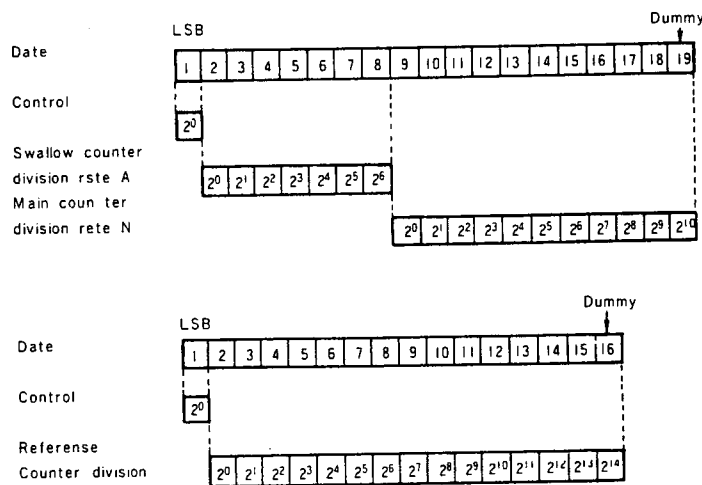 LSB
Dummy
Date
1 2 3 4 5 6 7 8 9 10 11 12 13 14 15 16 17 18 19
Control
2⁰
Swallow counter
division rste A
2⁰ 2¹ 2² 2³ 2⁴ 2⁵ 2⁶
Main coun ter
division rete N
2⁰ 2¹ 2² 2³ 2⁴ 2⁵ 2⁶ 2⁷ 2⁸ 2⁹ 2¹⁰
LSB
Dummy
Date
1 2 3 4 5 6 7 8 9 10 11 12 13 14 15 16
Control
2⁰
Referense
Counter division
2⁰ 2¹ 2² 2³ 2⁴ 2⁵ 2⁶ 2⁷ 2⁸ 2⁹ 2¹⁰ 2¹¹ 2¹² 2¹³ 2¹⁴